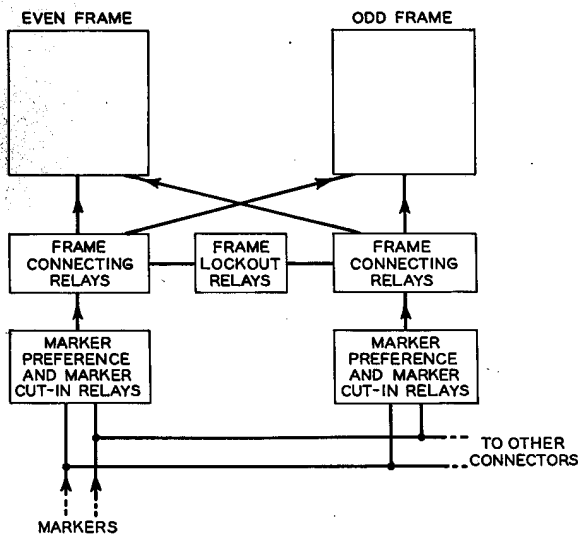 EVEN FRAME
ODD FRAME
FRAME
CONNECTING
RELAYS
FRAME
LOCKOUT
RELAYS
FRAME
CONNECTING
RELAYS
MARKER
PREFERENCE
AND MARKER
CUT-IN RELAYS
MARKER
PREFERENCE
AND MARKER
CUT-IN RELAYS
TO OTHER
CONNECTORS
MARKERS